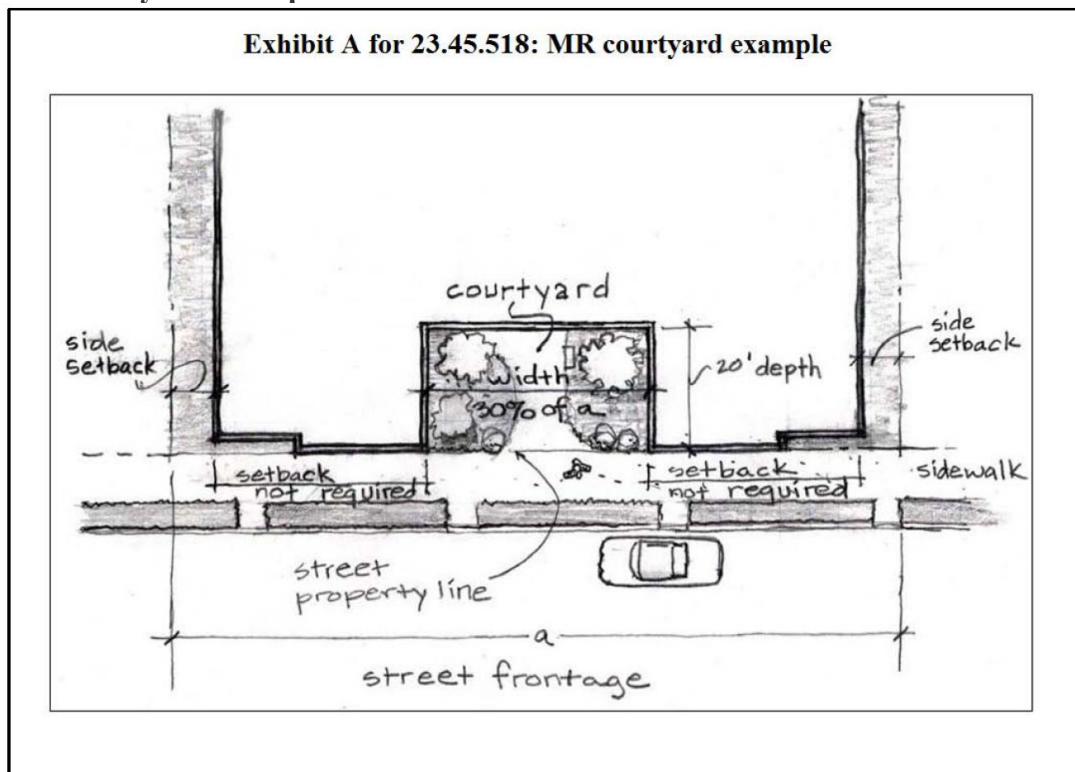 Exhibit A for 23.45.518: MR courtyard example
courtyard
side
setback
side
setback
width
20' depth
30% of a
setback
not required
setback
not required
sidewalk
street
property line
a
street frontage